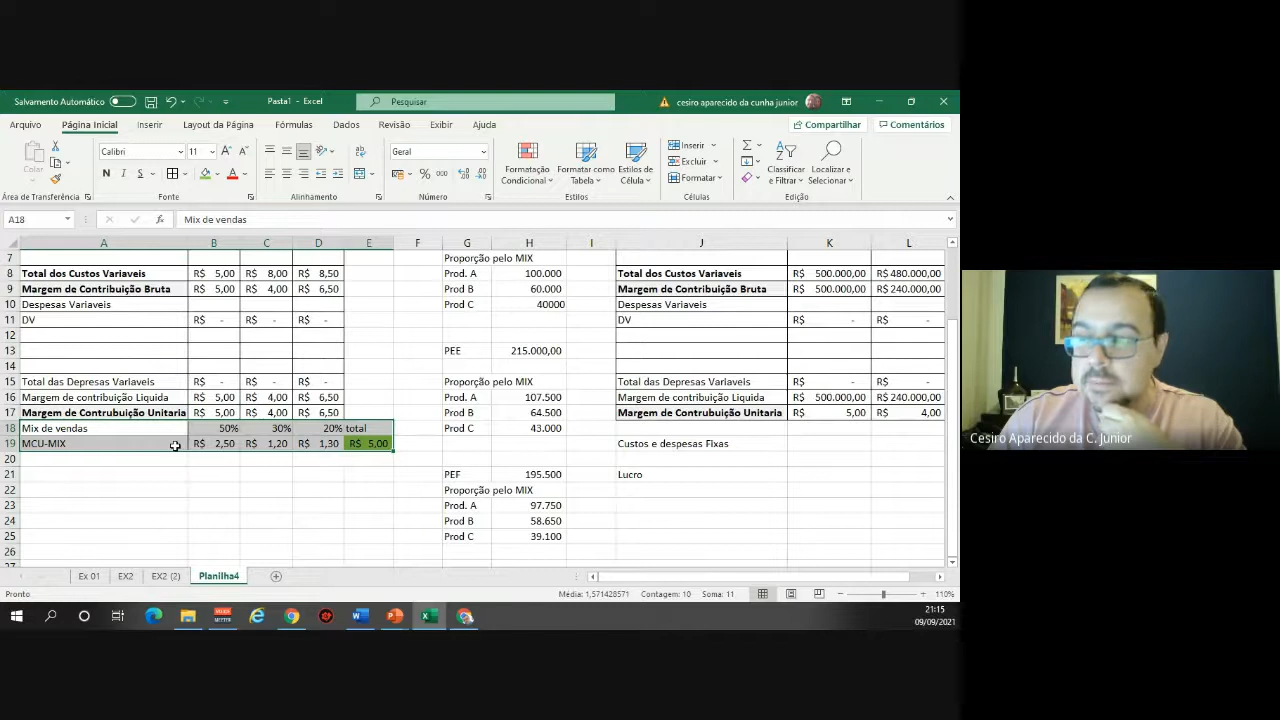 Salvamento Automático
Pasta1 - Excel
Pesquisar
cesiro aparecido da cunha junior
Arquivo Página Inicial Inserir Layout da Página Fórmulas Dados Revisão Exibir Ajuda
Compartilhar Comentários
Colar
Calibri 11
Geral
Formatação Condicional
Formatar como Tabela
Estilos de Célula
Inserir
Excluir
Formatar
Classificar e Filtrar
Localizar e Selecionar
Área de Transferência Fonte Alinhamento Número Estilos Células Edição
A18 Mix de vendas
A B C D E F G H I J K L
7 Proporção pelo MIX
8 Total dos Custos Variaveis R$ 5,00 R$ 8,00 R$ 8,50 Prod. A 100.000 Total dos Custos Variaveis R$ 500.000,00 R$ 480.000,00
9 Margem de Contribuição Bruta R$ 5,00 R$ 4,00 R$ 6,50 Prod B 60.000 Margem de Contribuição Bruta R$ 500.000,00 R$ 240.000,00
10 Despesas Variaveis Prod C 40000 Despesas Variaveis
11 DV R$ - R$ - R$ - DV R$ - R$ -
12
13 PEE 215.000,00
14
15 Total das Depresas Variaveis R$ - R$ - R$ - Proporção pelo MIX Total das Depresas Variaveis R$ - R$ -
16 Margem de contribuição Liquida R$ 5,00 R$ 4,00 R$ 6,50 Prod. A 107.500 Margem de contribuição Liquida R$ 500.000,00 R$ 240.000,00
17 Margem de Contrubuição Unitaria R$ 5,00 R$ 4,00 R$ 6,50 Prod B 64.500 Margem de Contrubuição Unitaria R$ 5,00 R$ 4,00
18 Mix de vendas 50% 30% 20% total Prod C 43.000
19 MCU-MIX R$ 2,50 R$ 1,20 R$ 1,30 R$ 5,00 Custos e despesas Fixas
20
21 PEF 195.500 Lucro
22 Proporção pelo MIX
23 Prod. A 97.750
24 Prod B 58.650
25 Prod C 39.100
26
27
Ex 01 EX2 EX2 (2) Planilha4
Pronto Média: 1,571428571 Contagem: 10 Soma: 11 110%
21:15
09/09/2021
Cesiro Aparecido da C. Junior